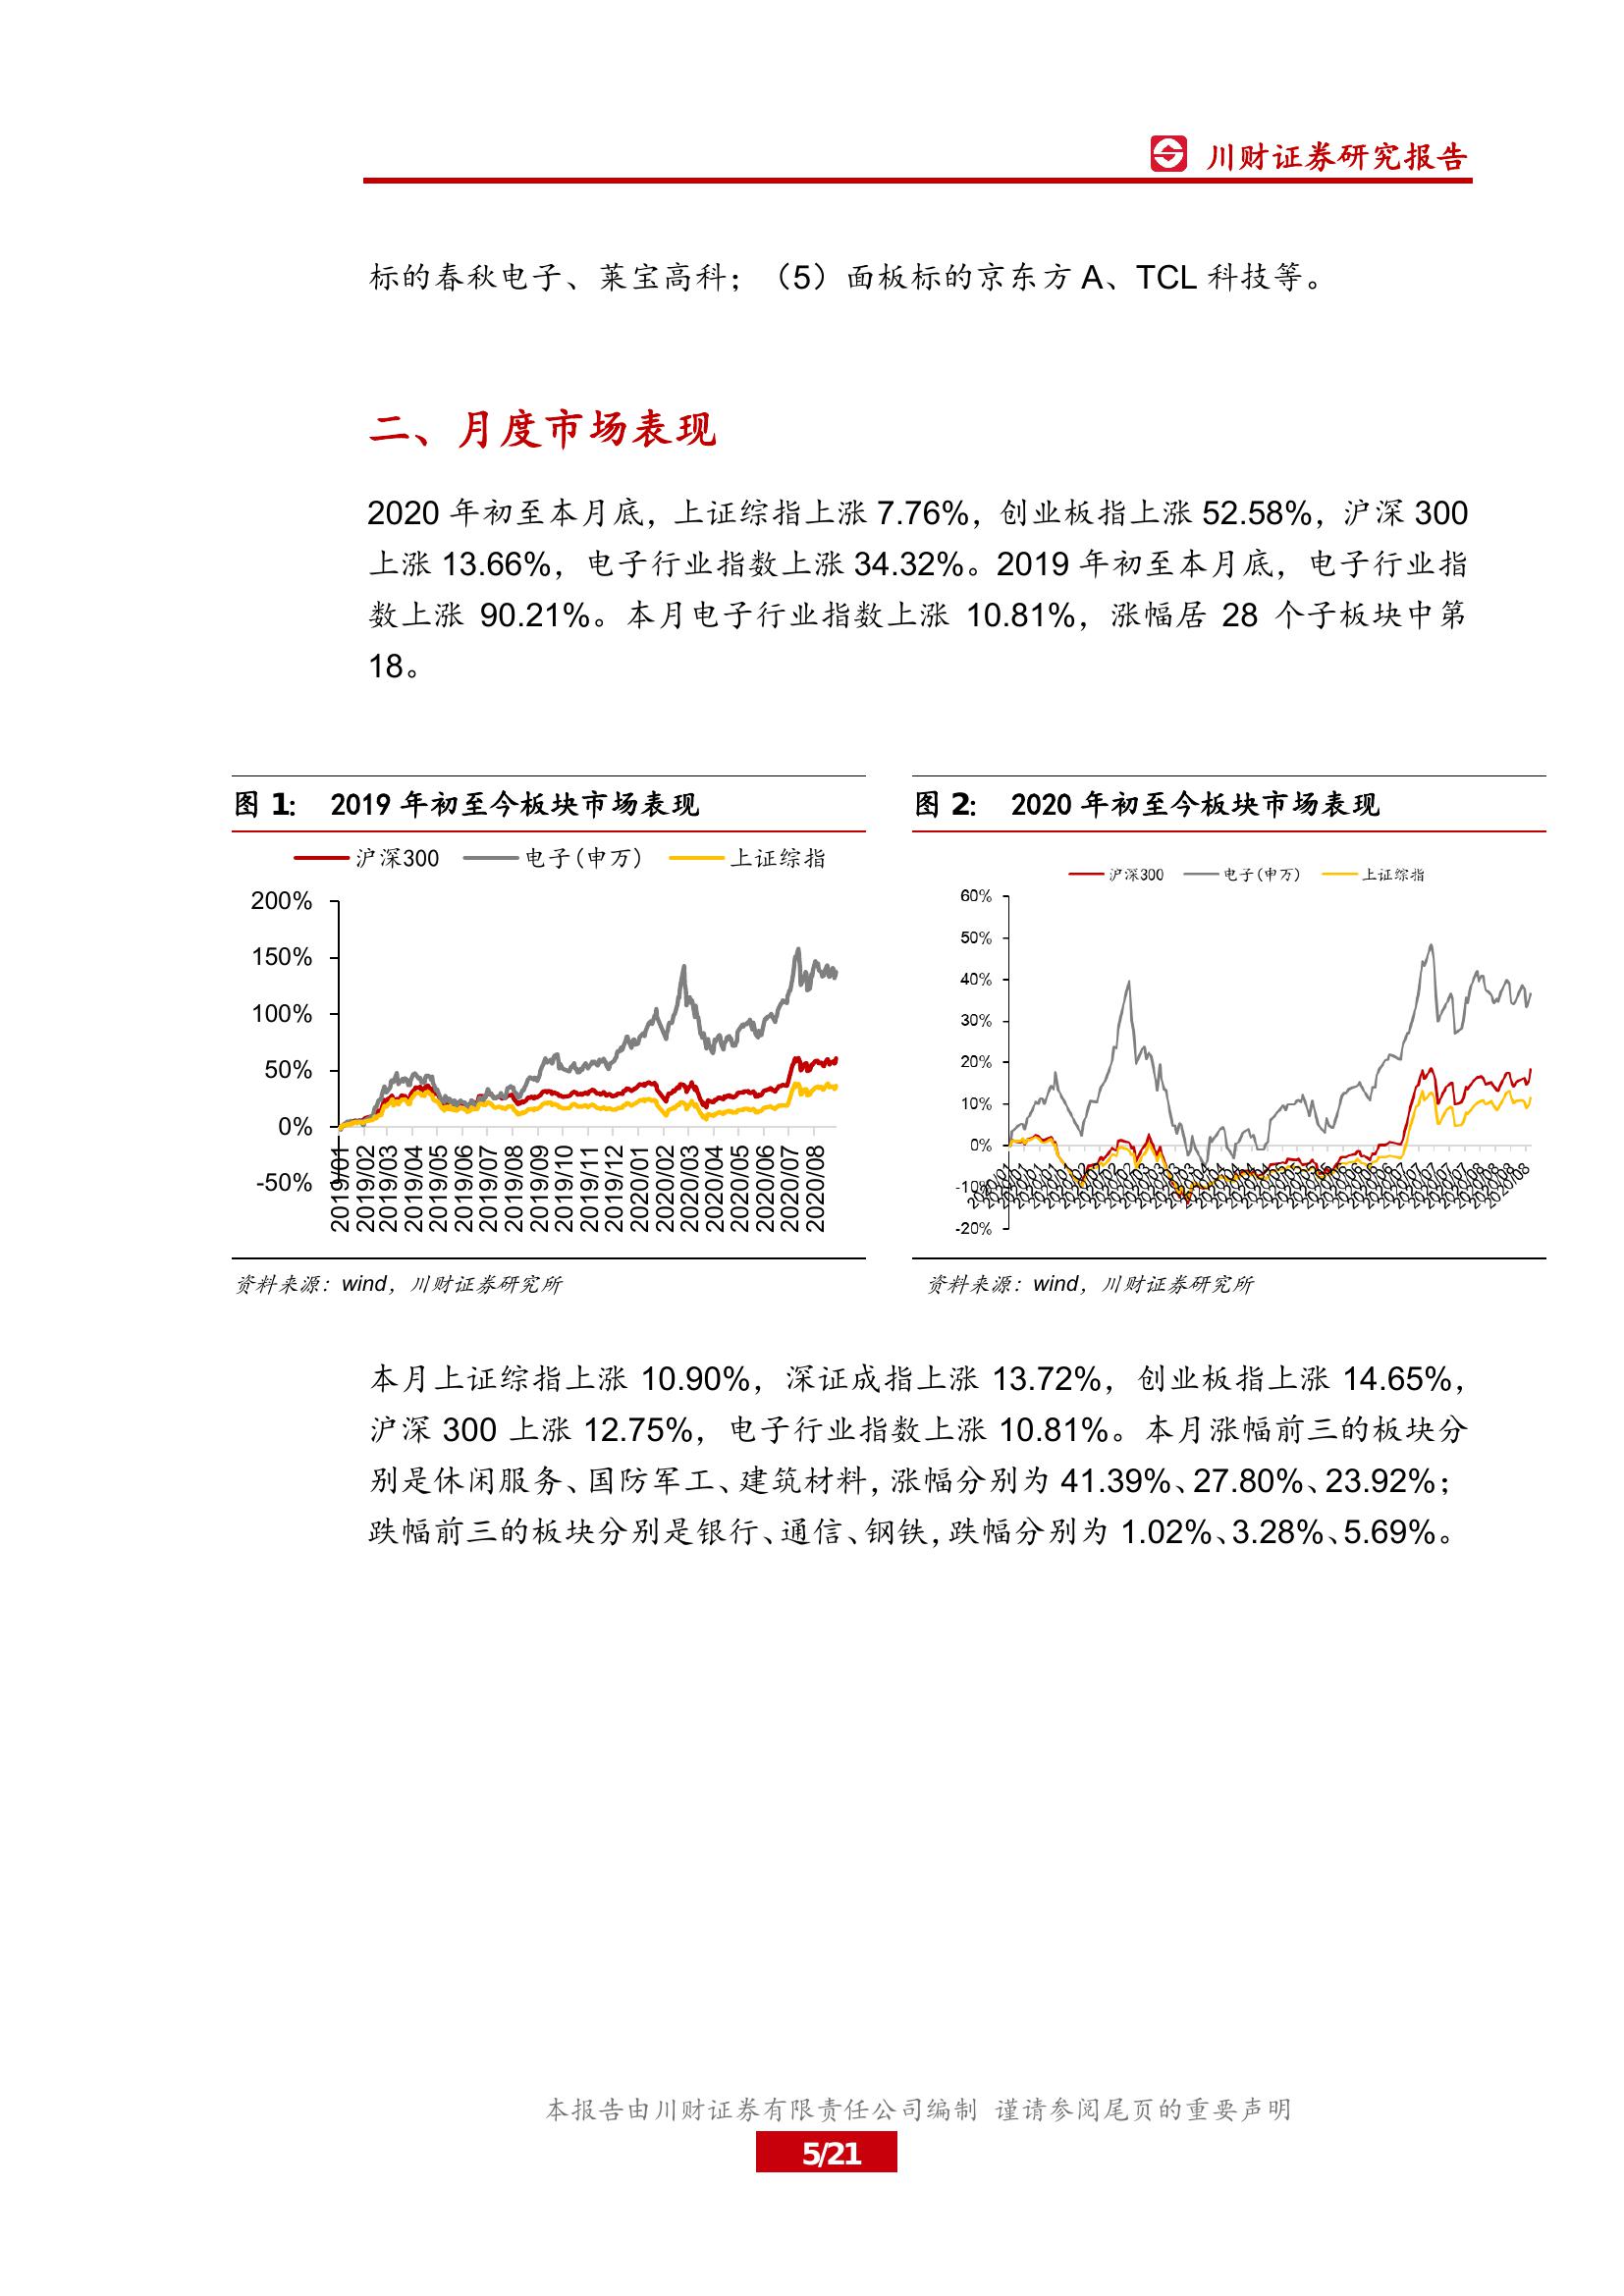 川财证券研究报告
标的春秋电子、莱宝高科；（5）面板标的京东方 A、TCL 科技等。
二、月度市场表现
2020 年初至本月底，上证综指上涨 7.76%，创业板指上涨 52.58%，沪深 300
上涨 13.66%，电子行业指数上涨 34.32%。2019 年初至本月底，电子行业指
数上涨 90.21%。本月电子行业指数上涨 10.81%，涨幅居 28 个子板块中第
18。
图 1： 2019 年初至今板块市场表现
沪深300 电子(申万) 上证综指
200%
150%
100%
50%
0%
-50%
2019/01 2019/02 2019/03 2019/04 2019/05 2019/06 2019/07 2019/08 2019/09 2019/10 2019/11 2019/12 2020/01 2020/02 2020/03 2020/04 2020/05 2020/06 2020/07 2020/08
资料来源：wind，川财证券研究所
图 2： 2020 年初至今板块市场表现
沪深300 电子(申万) 上证综指
60%
50%
40%
30%
20%
10%
0%
-10%
-20%
资料来源：wind，川财证券研究所
本月上证综指上涨 10.90%，深证成指上涨 13.72%，创业板指上涨 14.65%，
沪深 300 上涨 12.75%，电子行业指数上涨 10.81%。本月涨幅前三的板块分
别是休闲服务、国防军工、建筑材料，涨幅分别为 41.39%、27.80%、23.92%；
跌幅前三的板块分别是银行、通信、钢铁，跌幅分别为 1.02%、3.28%、5.69%。
本报告由川财证券有限责任公司编制 谨请参阅尾页的重要声明
5/21